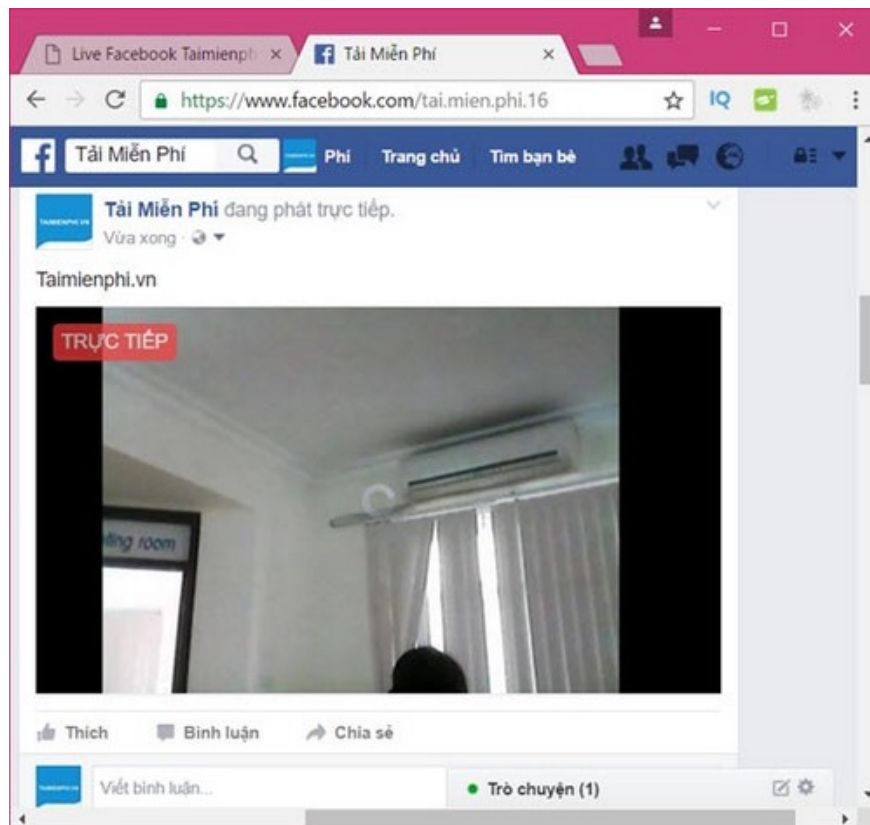 Live Facebook Taimienph
Tải Miễn Phí
https://www.facebook.com/tai.mien.phi.16
IQ
Tải Miễn Phí
Phí
Trang chủ
Tìm bạn bè
Tải Miễn Phí đang phát trực tiếp.
Vừa xong
Taimienphi.vn
TRỰC TIẾP
room
Thích
Bình luận
Chia sẻ
Viết bình luận...
Trò chuyện (1)